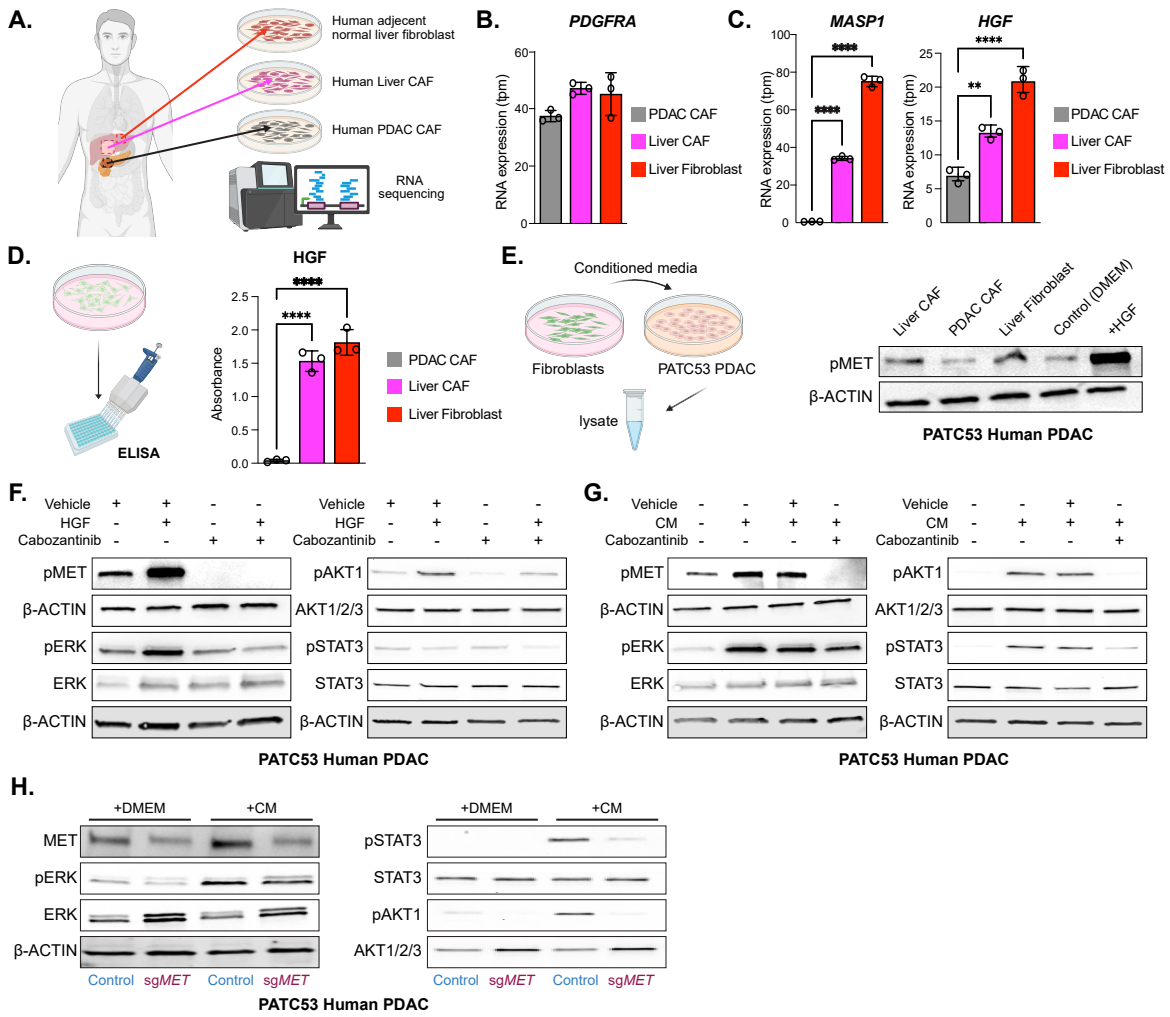 A.
Human adjecent
normal liver fibroblast
Human Liver CAF
Human PDAC CAF
RNA
sequencing
B.
PDGFRA
RNA expression (tpm)
60
40
20
0
PDAC CAF
Liver CAF
Liver Fibroblast
C.
MASP1
RNA expression (tpm)
100
80
60
40
20
0
****
****
HGF
RNA expression (tpm)
25
20
15
10
5
0
****
**
PDAC CAF
Liver CAF
Liver Fibroblast
D.
ELISA
HGF
Absorbance
2.5
2.0
1.5
1.0
0.5
0.0
****
****
PDAC CAF
Liver CAF
Liver Fibroblast
E.
Conditioned media
Fibroblasts
PATC53 PDAC
lysate
Liver CAF
PDAC CAF
Liver Fibroblast
Control (DMEM)
+HGF
pMET
β-ACTIN
PATC53 Human PDAC
F.
Vehicle + + - -
HGF - + - +
Cabozantinib - - + +
pMET
β-ACTIN
pERK
ERK
β-ACTIN
Vehicle + + - -
HGF - + - +
Cabozantinib - - + +
pAKT1
AKT1/2/3
pSTAT3
STAT3
β-ACTIN
PATC53 Human PDAC
G.
Vehicle - - + -
CM - + + +
Cabozantinib - - - +
pMET
β-ACTIN
pERK
ERK
β-ACTIN
Vehicle - - + -
CM - + + +
Cabozantinib - - - +
pAKT1
AKT1/2/3
pSTAT3
STAT3
β-ACTIN
PATC53 Human PDAC
H.
+DMEM +CM
MET
pERK
ERK
β-ACTIN
Control sgMET Control sgMET
+DMEM +CM
pSTAT3
STAT3
pAKT1
AKT1/2/3
Control sgMET Control sgMET
PATC53 Human PDAC